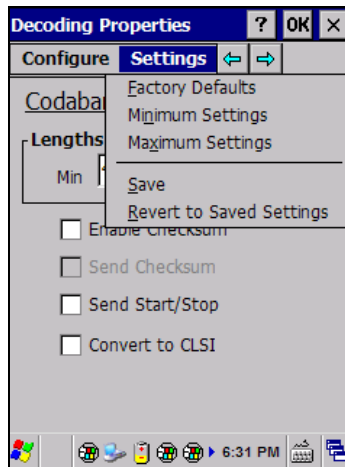 Decoding Properties ? OK ×
Configure Settings
Factory Defaults
Minimum Settings
Maximum Settings
Save
Revert to Saved Settings
Codabar
Lengths
Min
Enable Checksum
Send Checksum
Send Start/Stop
Convert to CLSI
6:31 PM